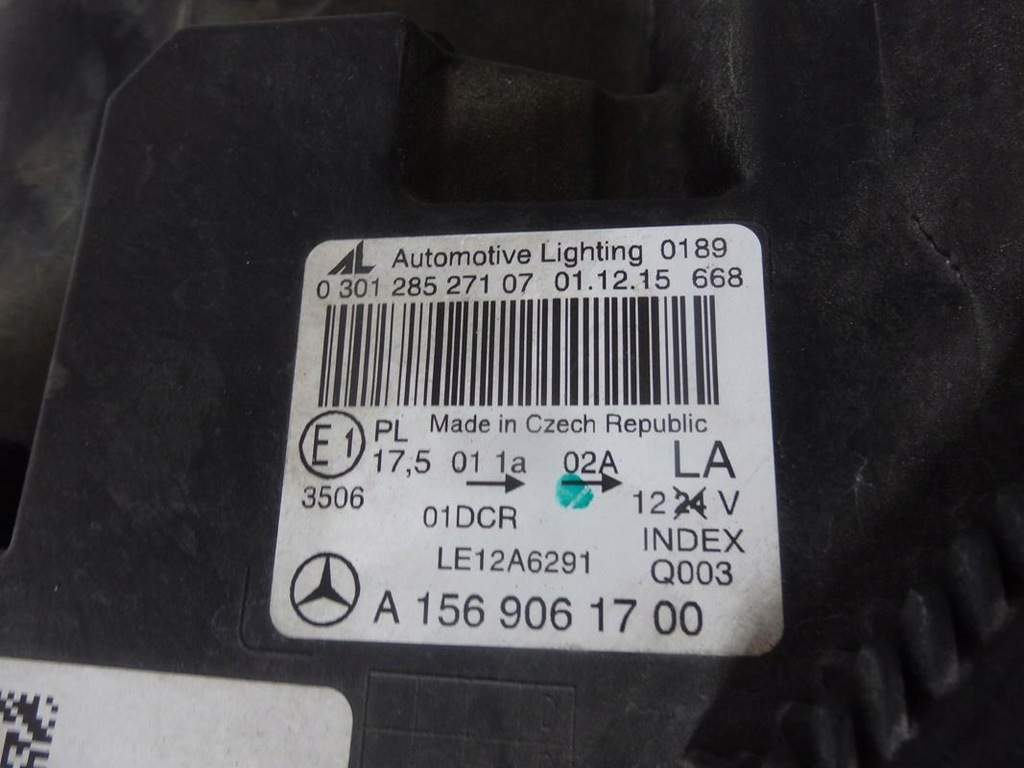 AL Automotive Lighting 0189
0 301 285 271 07 01.12.15 668
Made in Czech Republic
E1 PL 17,5 01 1a 02A LA
3506 12 24 V
01DCR INDEX
LE12A6291 Q003
A 156 906 17 00